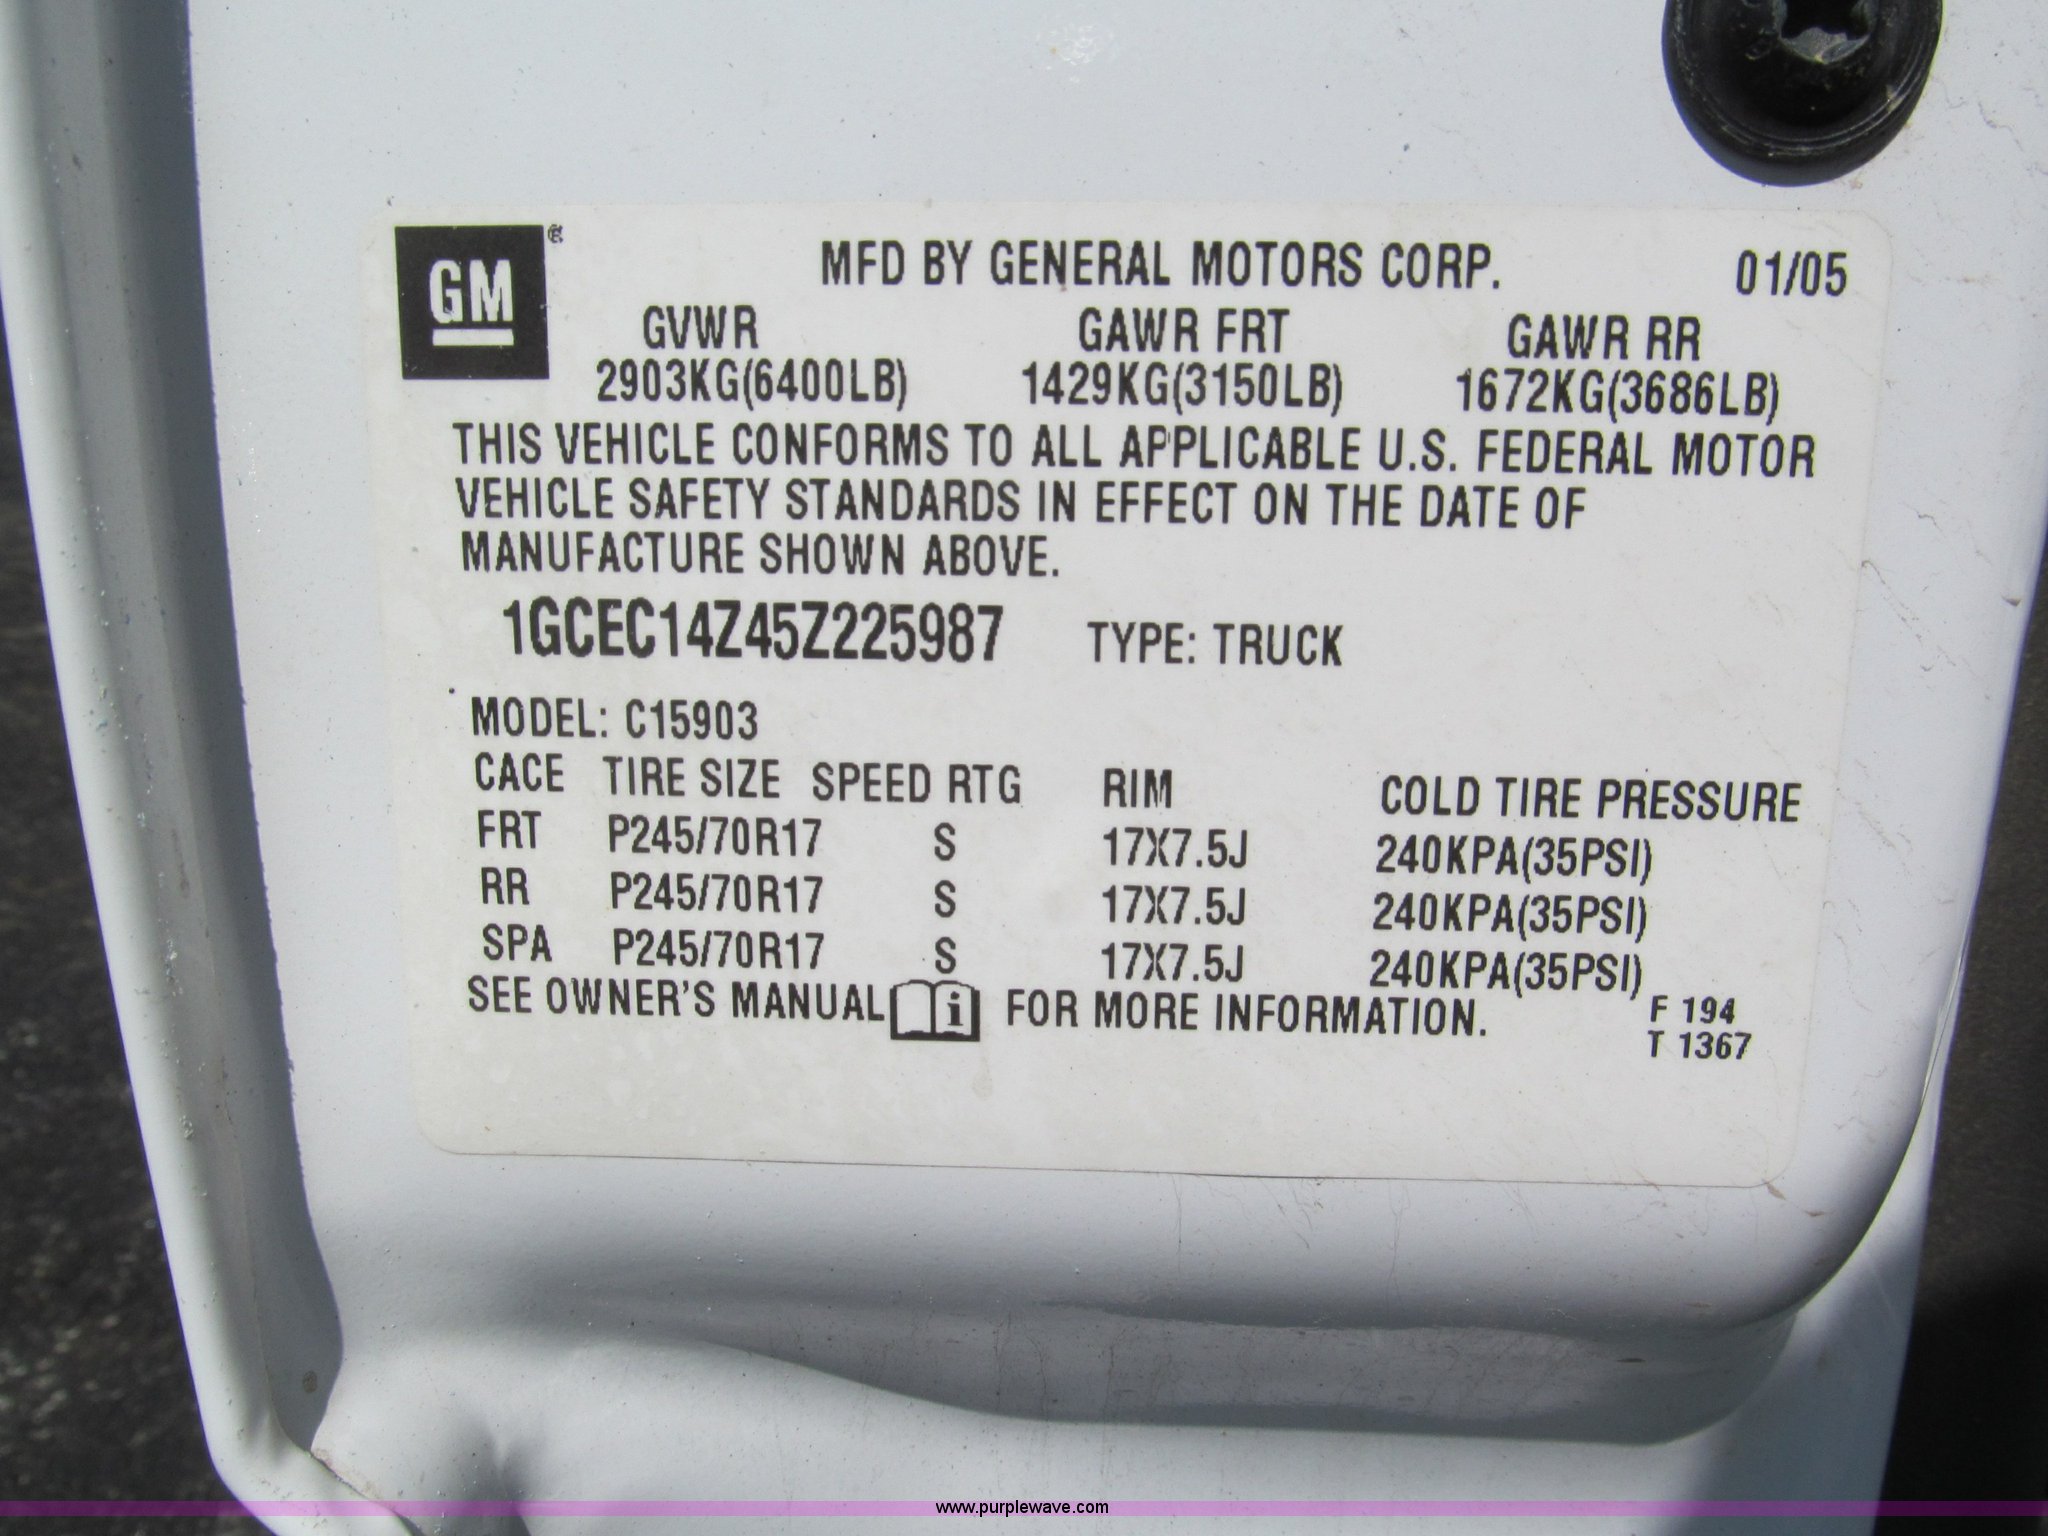 GM
MFD BY GENERAL MOTORS CORP. 01/05
GVWR GAWR FRT GAWR RR
2903KG(6400LB) 1429KG(3150LB) 1672KG(3686LB)
THIS VEHICLE CONFORMS TO ALL APPLICABLE U.S. FEDERAL MOTOR
VEHICLE SAFETY STANDARDS IN EFFECT ON THE DATE OF
MANUFACTURE SHOWN ABOVE.
1GCEC14Z45Z225987 TYPE: TRUCK
MODEL: C15903
CACE TIRE SIZE SPEED RTG RIM COLD TIRE PRESSURE
FRT P245/70R17 S 17X7.5J 240KPA(35PSI)
RR P245/70R17 S 17X7.5J 240KPA(35PSI)
SPA P245/70R17 S 17X7.5J 240KPA(35PSI)
SEE OWNER'S MANUAL i FOR MORE INFORMATION.
F 194
T 1367
www.purplewave.com